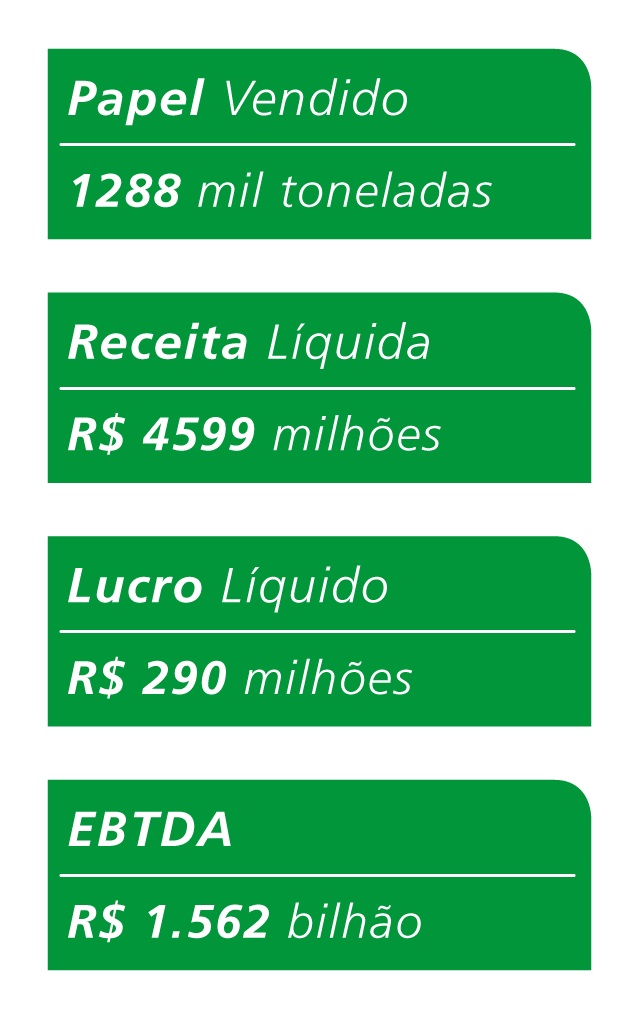 Papel Vendido
1288 mil toneladas
Receita Líquida
R$ 4599 milhões
Lucro Líquido
R$ 290 milhões
EBTDA
R$ 1.562 bilhão